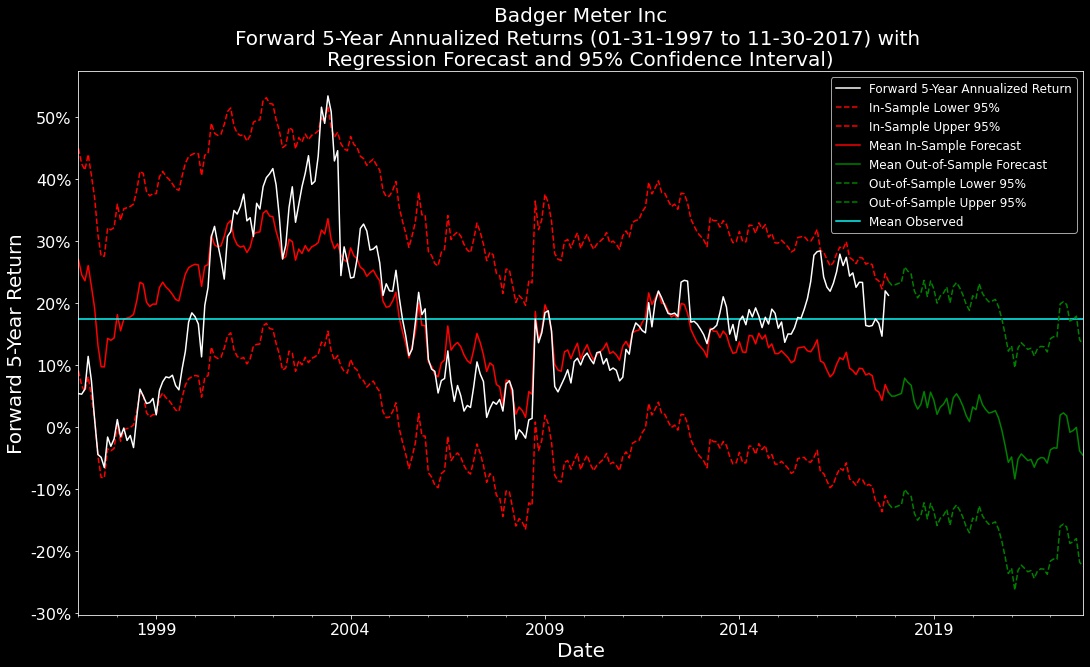 Badger Meter Inc
Forward 5-Year Annualized Returns (01-31-1997 to 11-30-2017) with
Regression Forecast and 95% Confidence Interval)
Forward 5-Year Annualized Return
In-Sample Lower 95%
In-Sample Upper 95%
Mean In-Sample Forecast
Mean Out-of-Sample Forecast
Out-of-Sample Lower 95%
Out-of-Sample Upper 95%
Mean Observed
Forward 5-Year Return
50%
40%
30%
20%
10%
0%
-10%
-20%
-30%
1999
2004
2009
2014
2019
Date